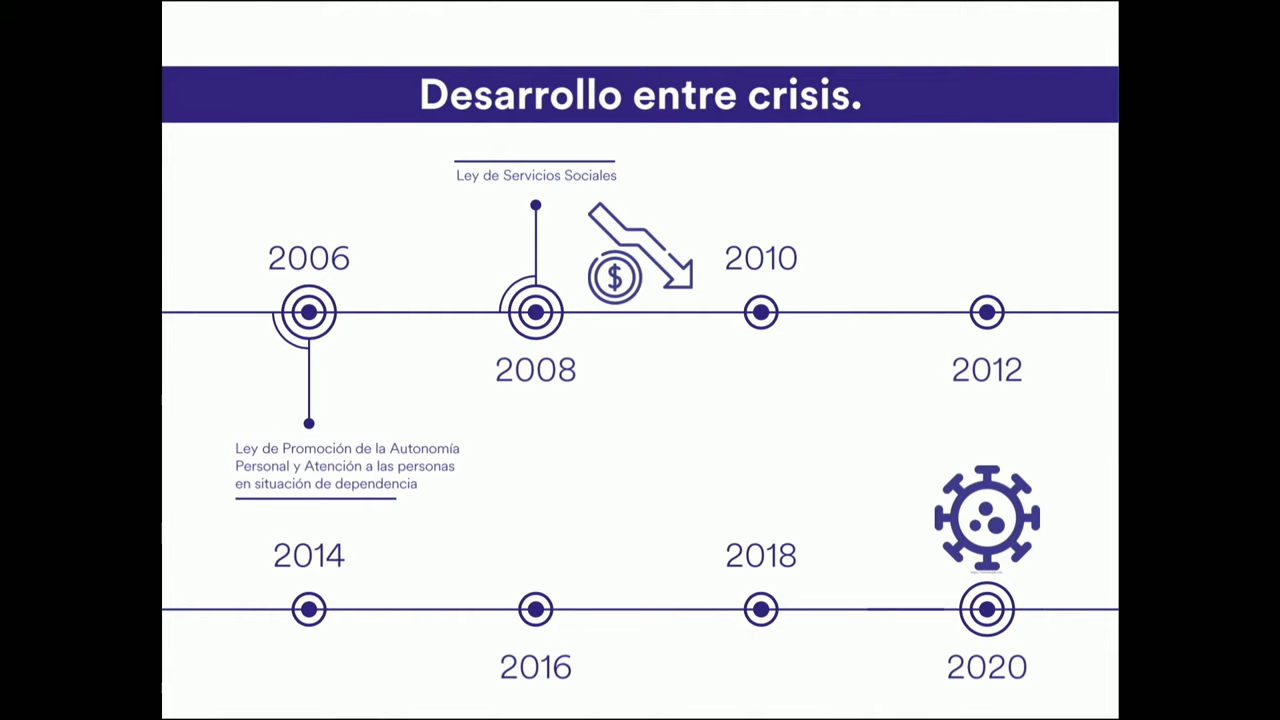 Desarrollo entre crisis.
Ley de Servicios Sociales
2006
2010
$
2008
2012
Ley de Promoción de la Autonomía
Personal y Atención a las personas
en situación de dependencia
2014
2018
2016
2020